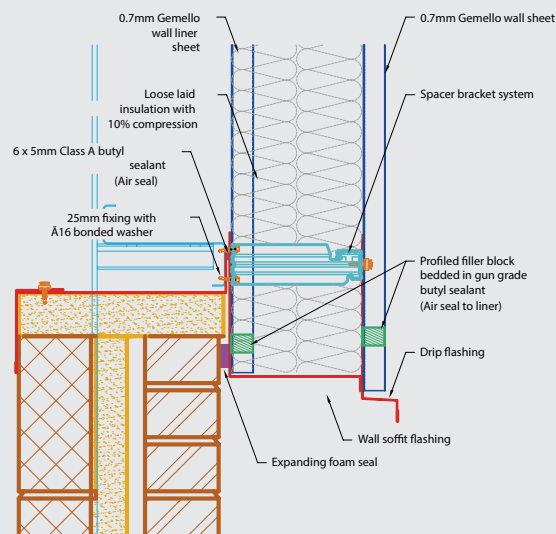 0.7mm Gemello
wall liner
sheet
0.7mm Gemello wall sheet
Loose laid
insulation with
10% compression
Spacer bracket system
6 x 5mm Class A butyl
sealant
(Air seal)
25mm fixing with
Ä16 bonded washer
Profiled filler block
bedded in gun grade
butyl sealant
(Air seal to liner)
Drip flashing
Wall soffit flashing
Expanding foam seal